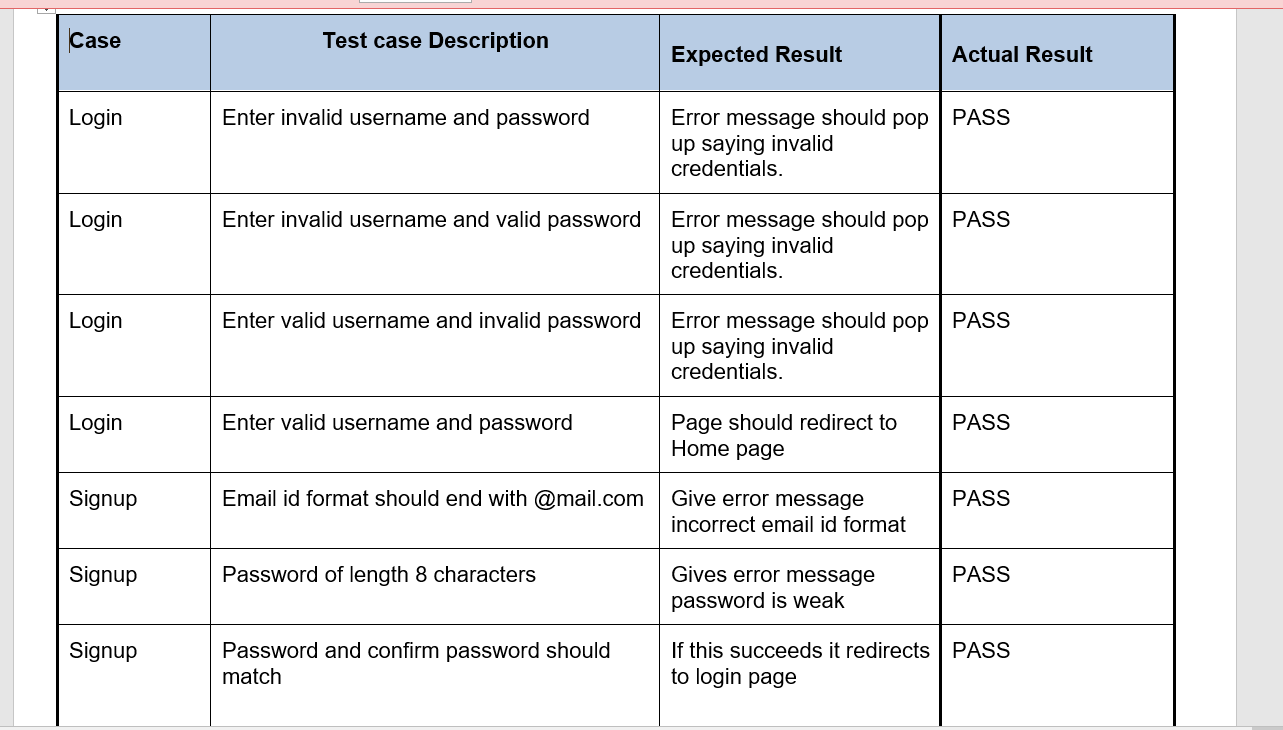 Case
Test case Description
Expected Result
Actual Result
Login
Enter invalid username and password
Error message should pop
up saying invalid
credentials.
PASS
Login
Enter invalid username and valid password
Error message should pop
up saying invalid
credentials.
PASS
Login
Enter valid username and invalid password
Error message should pop
up saying invalid
credentials.
PASS
Login
Enter valid username and password
Page should redirect to
Home page
PASS
Signup
Email id format should end with @mail.com
Give error message
incorrect email id format
PASS
Signup
Password of length 8 characters
Gives error message
password is weak
PASS
Signup
Password and confirm password should
match
If this succeeds it redirects
to login page
PASS